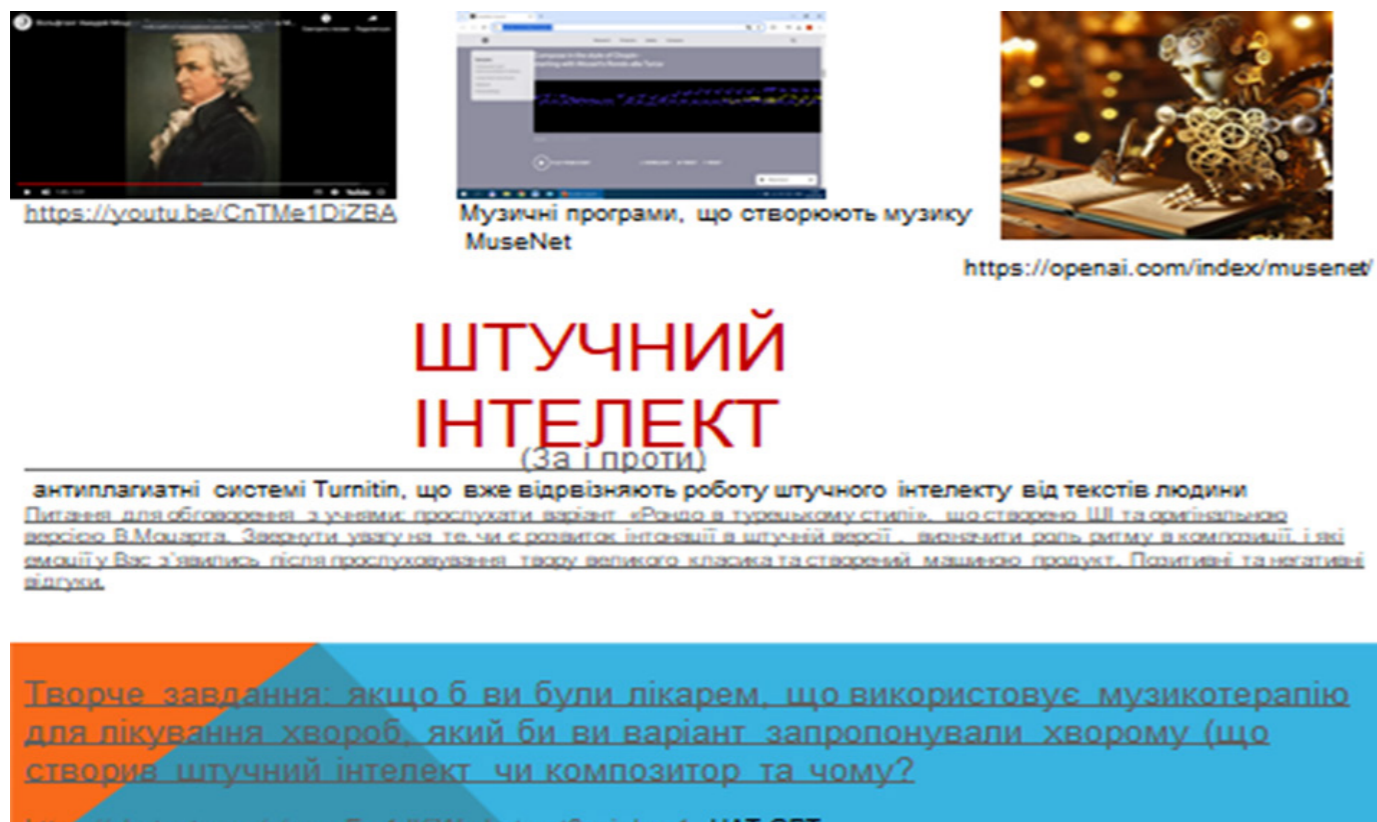 https://youtu.be/CnTMe1DiZBA
Музичні програми, що створюють музику
MuseNet
https://openai.com/index/musenet/
ШТУЧНИЙ
ІНТЕЛЕКТ
(За і проти)
антиплагиатні системі Turnitin, що вже відрвізняють роботу штучного інтелекту від текстів людини
Питання для обговорення з учнями: прослухати варіант «Рондо в турецькому стилі», що створено ШІ та оригінальною
версією В.Моцарта. Звернути увагу на те, чи є розвиток інтонації в штучній версії , визначити роль ритму в композиції, і які
емоції у Вас з'явились після прослуховування твору великого класика та створений машиною продукт. Позитивні та негативні
відгуки.
Творче завдання: якщо б ви були лікарем, що використовує музикотерапію
для лікування хвороб, який би ви варіант запропонували хворому (що
створив штучний інтелект чи композитор та чому?